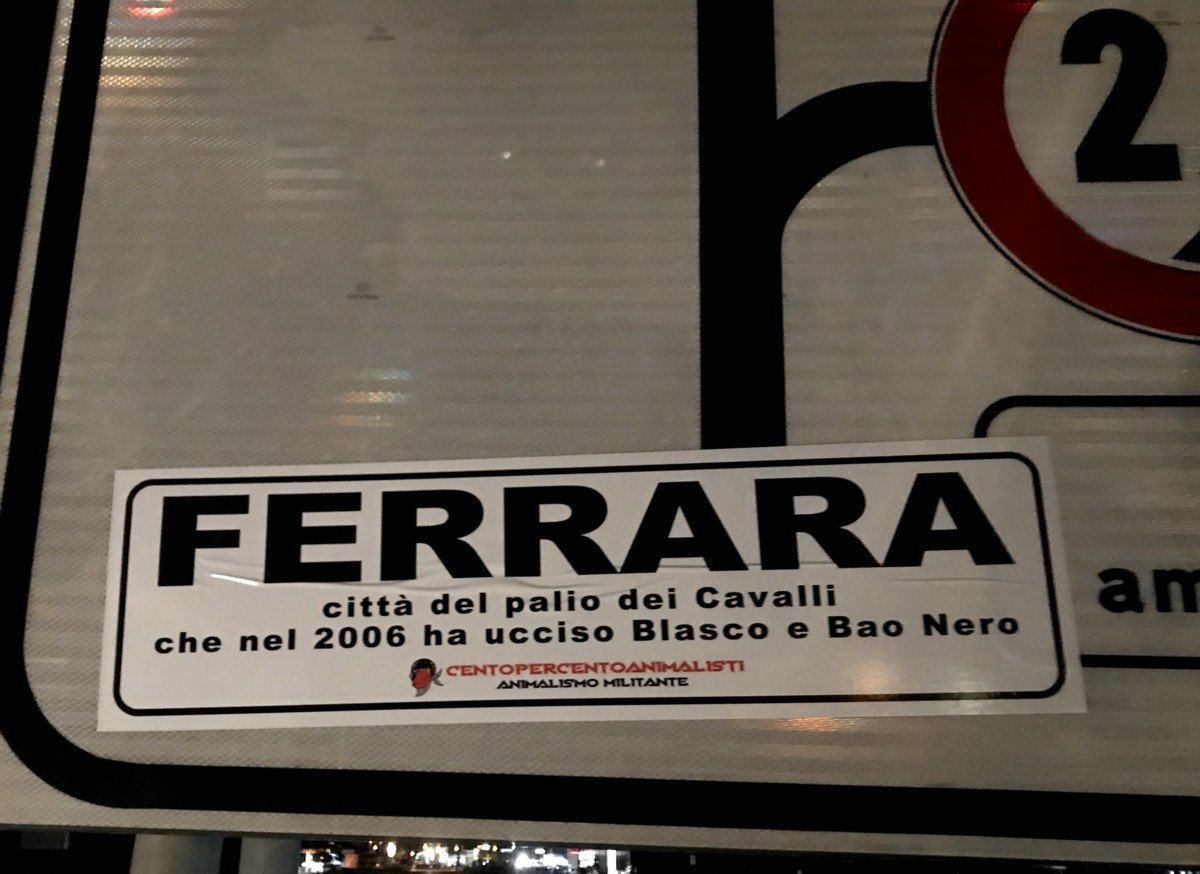 2
FERRARA
città del palio dei Cavalli
che nel 2006 ha ucciso Blasco e Bao Nero
CENTOPERCENTOANIMALISTI
ANIMALISMO MILITANTE
am